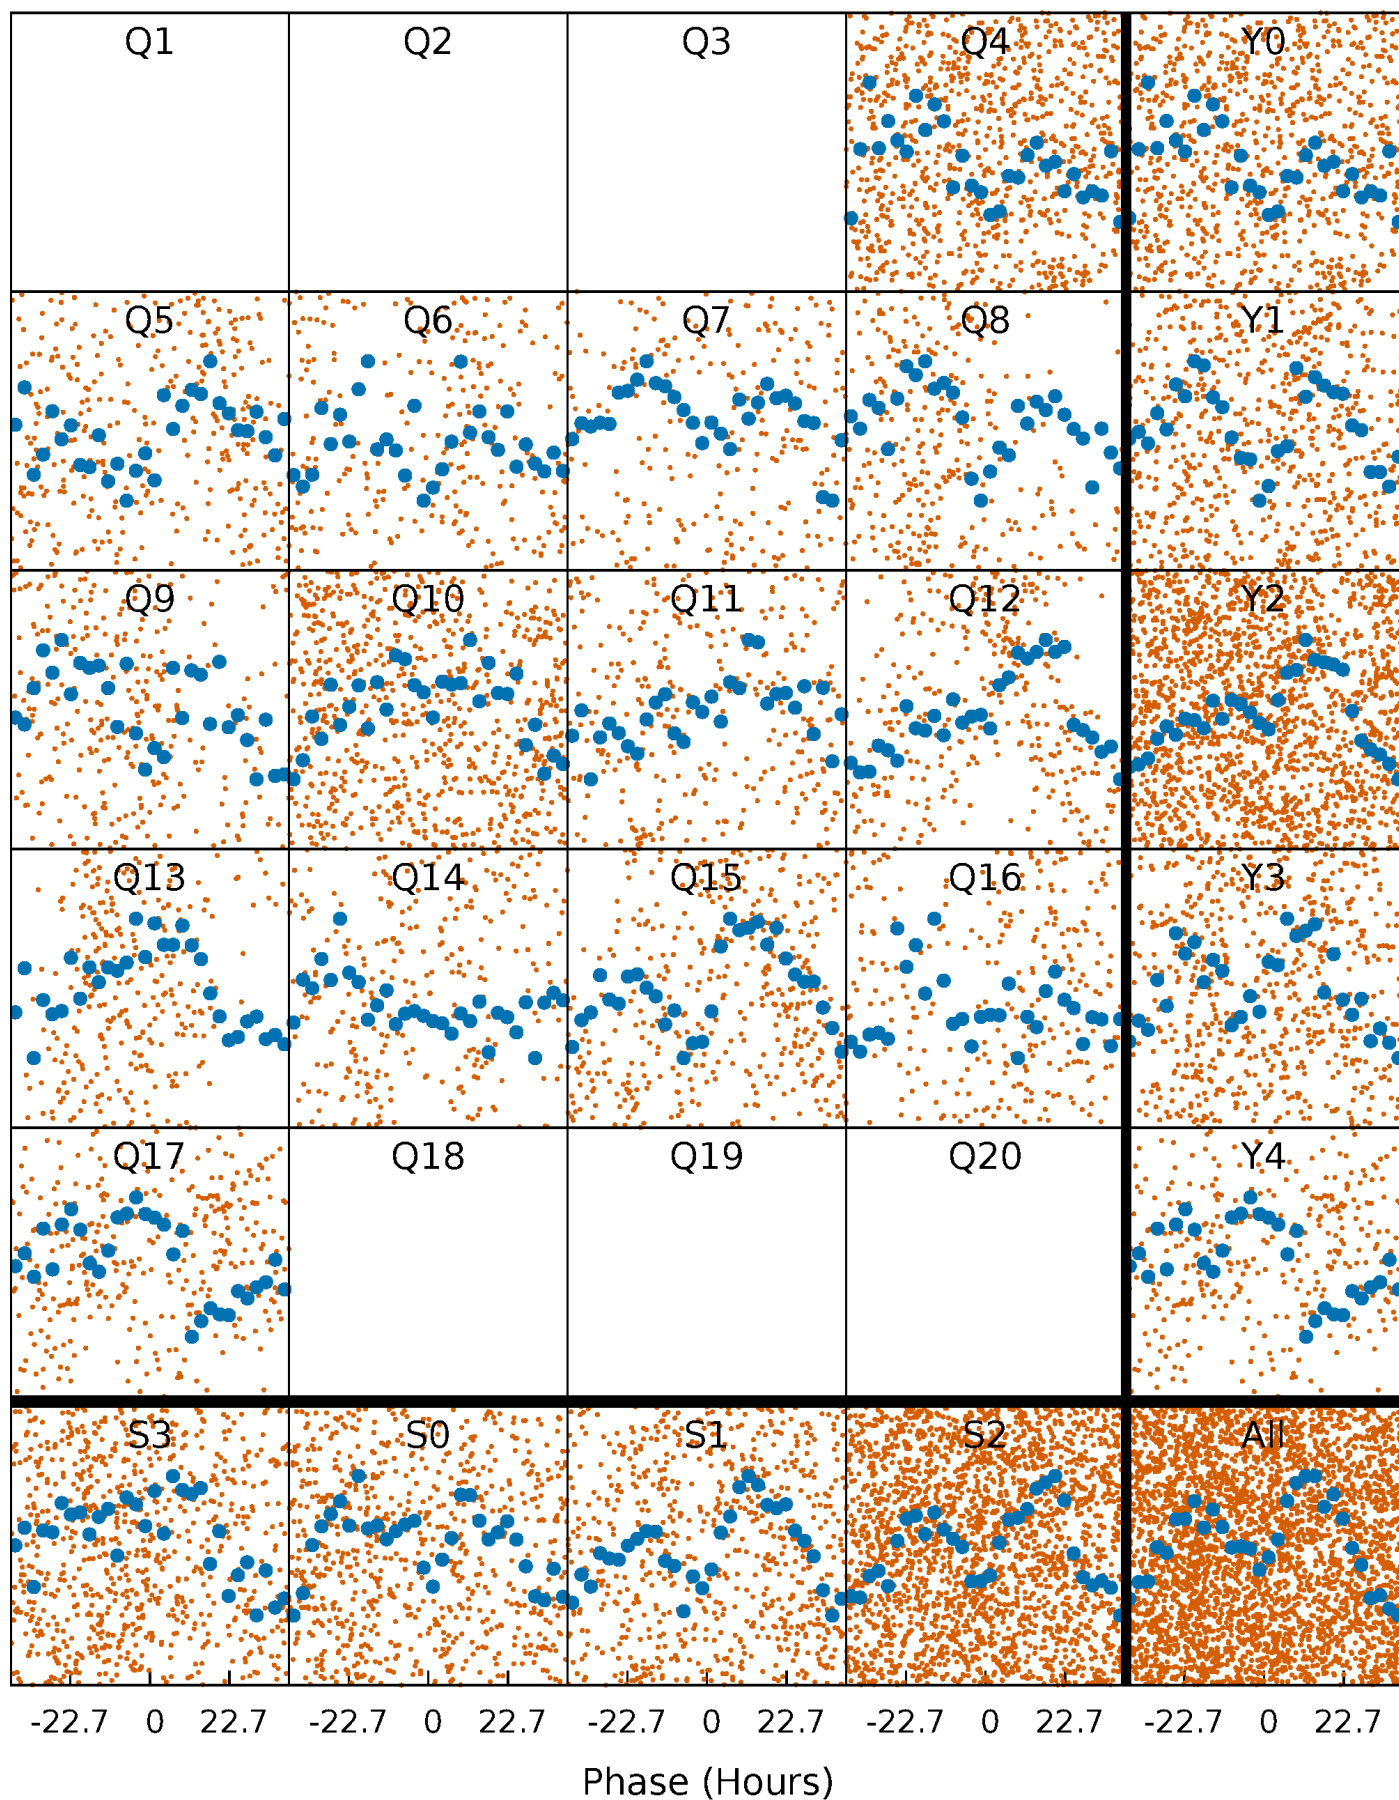 Q1 Q2 Q3 Q4 Y0
Q5 Q6 Q7 Q8 Y1
Q9 Q10 Q11 Q12 Y2
Q13 Q14 Q15 Q16 Y3
Q17 Q18 Q19 Q20 Y4
S3 S0 S1 S2 All
-22.7 0 22.7 -22.7 0 22.7 -22.7 0 22.7 -22.7 0 22.7 -22.7 0 22.7
Phase (Hours)